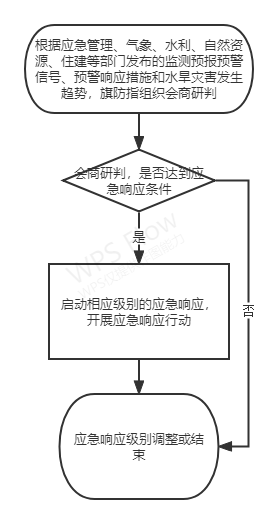 根据应急管理、气象、水利、自然资
源、住建等部门发布的监测预报预警
信号、预警响应措施和水旱灾害发生
趋势，旗防指组织会商研判
会商研判，是否达到应
急响应条件
是
否
启动相应级别的应急响应，
开展应急响应行动
应急响应级别调整或结
束
WPS Flow